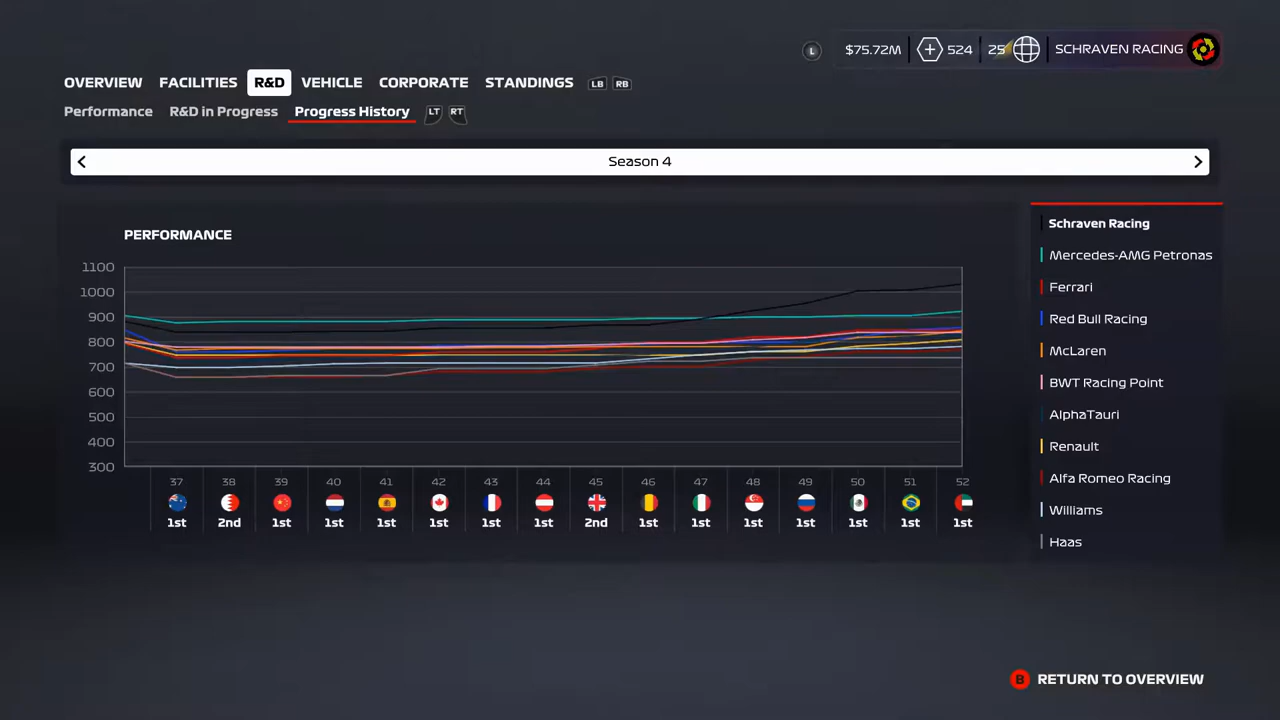 L $75.72M 524 25 SCHRAVEN RACING
OVERVIEW FACILITIES R&D VEHICLE CORPORATE STANDINGS LB RB
Performance R&D in Progress Progress History LT RT
Season 4
PERFORMANCE
1100
1000
900
800
700
600
500
400
300
37 38 39 40 41 42 43 44 45 46 47 48 49 50 51 52
1st 2nd 1st 1st 1st 1st 1st 1st 2nd 1st 1st 1st 1st 1st 1st 1st
Schraven Racing
Mercedes-AMG Petronas
Ferrari
Red Bull Racing
McLaren
BWT Racing Point
AlphaTauri
Renault
Alfa Romeo Racing
Williams
Haas
B RETURN TO OVERVIEW